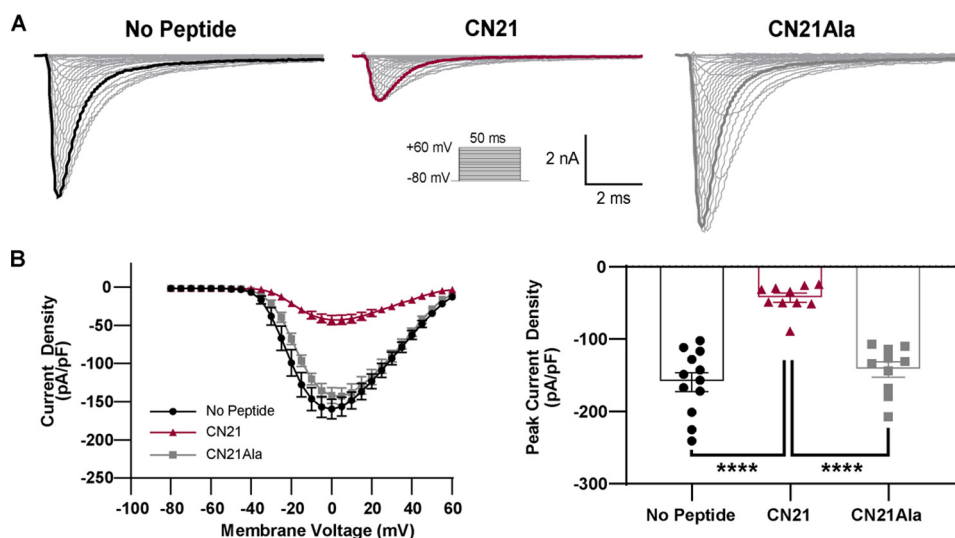 A
No Peptide
CN21
CN21Ala
50 ms
+60 mV
-80 mV
2 nA
2 ms
B
Current Density
(pA/pF)
0
-50
-100
-150
-200
-250
-100 -80 -60 -40 -20 0 20 40 60
Membrane Voltage (mV)
No Peptide
CN21
CN21Ala
Peak Current Density
(pA/pF)
0
-100
-200
-300
**** ****
No Peptide CN21 CN21Ala